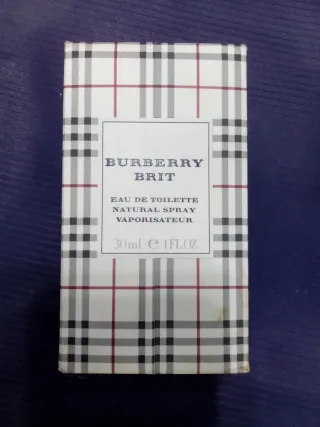 BURBERRY
BRIT
EAU DE TOILETTE
NATURAL SPRAY
VAPORISATEUR
30ml ℮ 1FL.OZ